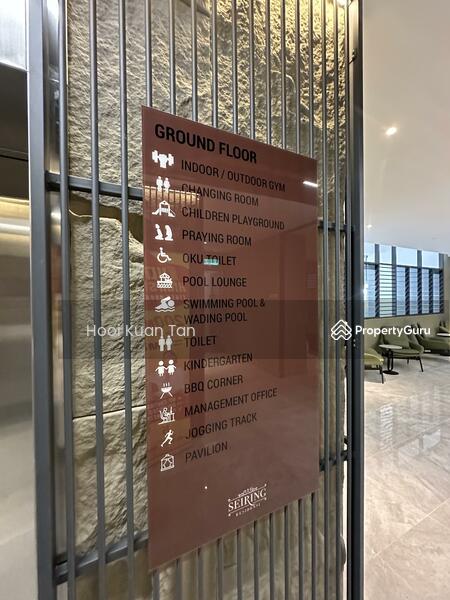 GROUND FLOOR
INDOOR / OUTDOOR GYM
CHANGING ROOM
CHILDREN PLAYGROUND
PRAYING ROOM
OKU TOILET
POOL LOUNGE
SWIMMING POOL &
WADING POOL
TOILET
KINDERGARTEN
BBQ CORNER
MANAGEMENT OFFICE
JOGGING TRACK
PAVILION
SEIRING
RESIDENSI
Hoor Kuan Tan
PropertyGuru